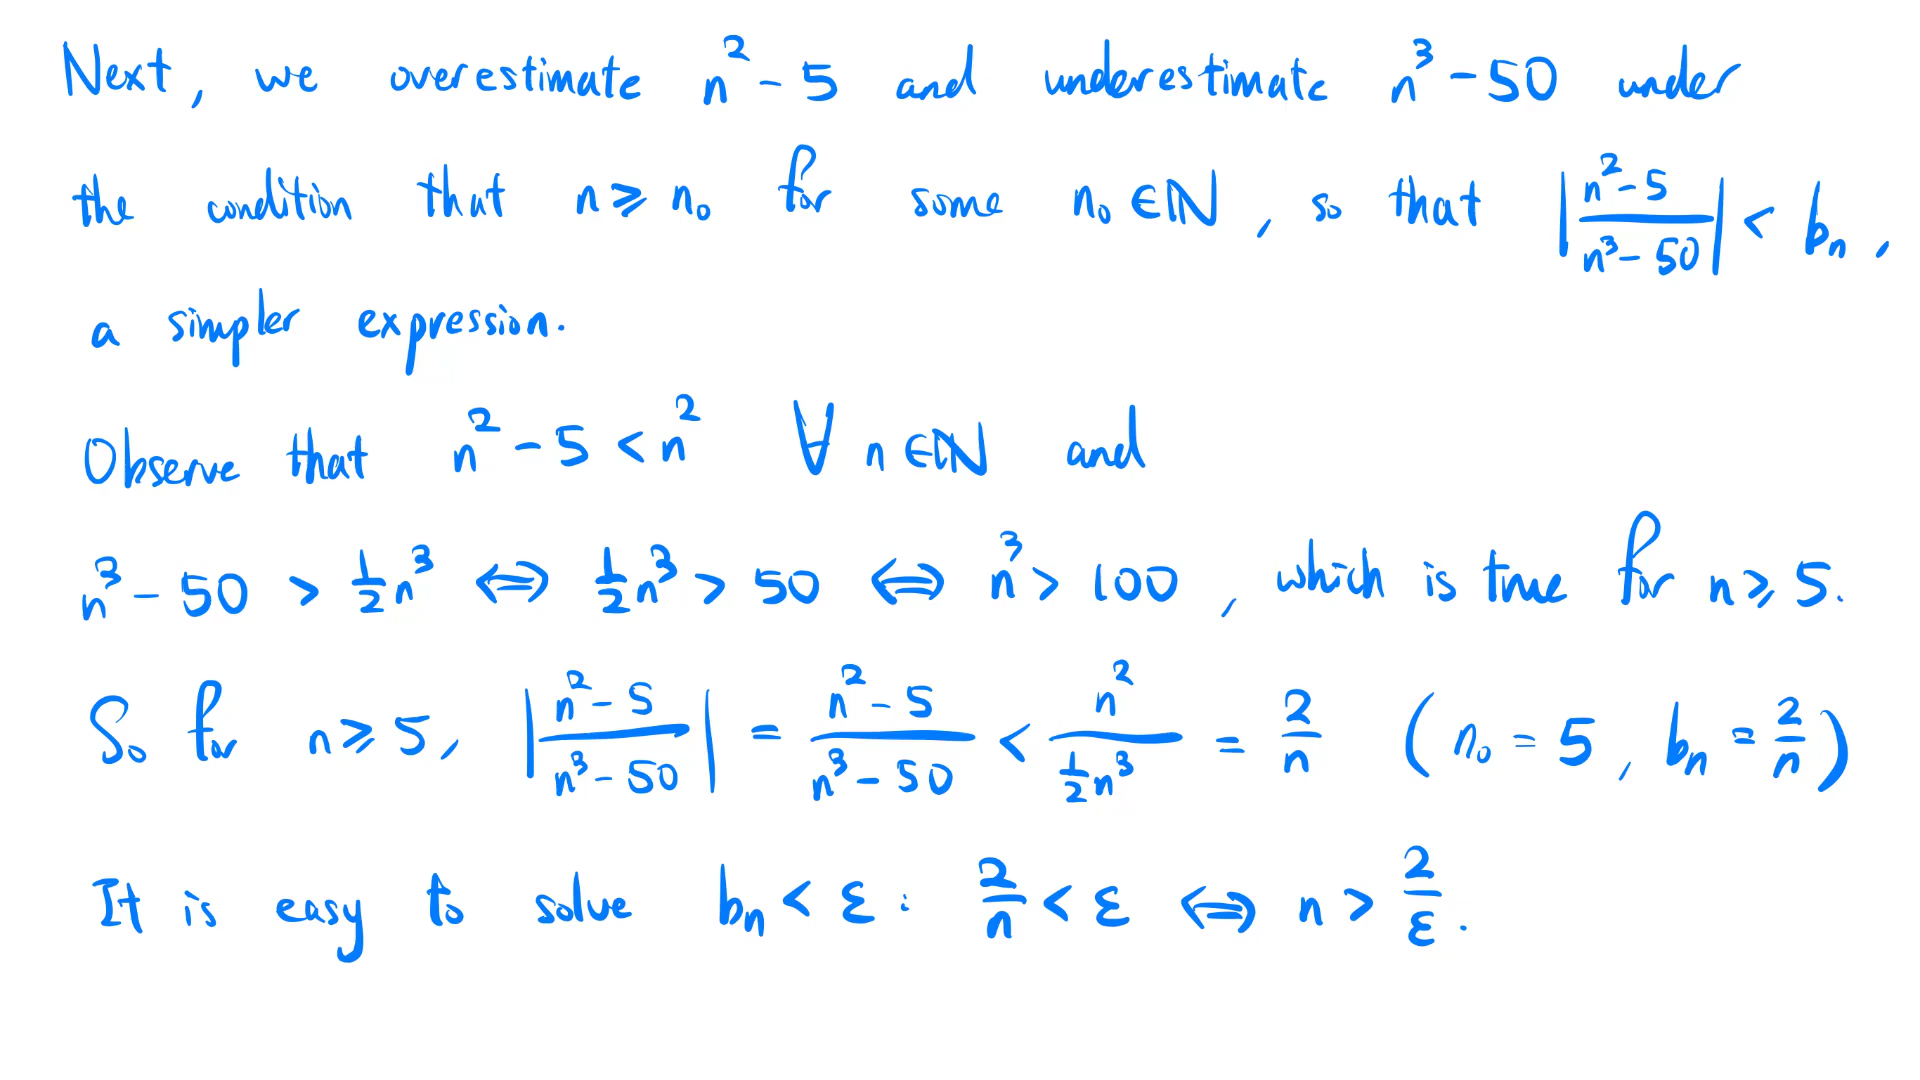 Next, we overestimate n² - 5 and underestimate n³ - 50 under
the condition that n ⩾ n₀ for some n₀ ∈ ℕ, so that |(n² - 5)/(n³ - 50)| < bₙ,
a simpler expression.
Observe that n² - 5 < n² ∀ n ∈ ℕ and
n³ - 50 > ½n³ ⟺ ½n³ > 50 ⟺ n³ > 100, which is true for n ⩾ 5.
So for n ⩾ 5, |(n² - 5)/(n³ - 50)| = (n² - 5)/(n³ - 50) < n²/(½n³) = 2/n (n₀ = 5, bₙ = 2/n)
It is easy to solve bₙ < ε: 2/n < ε ⟺ n > 2/ε.